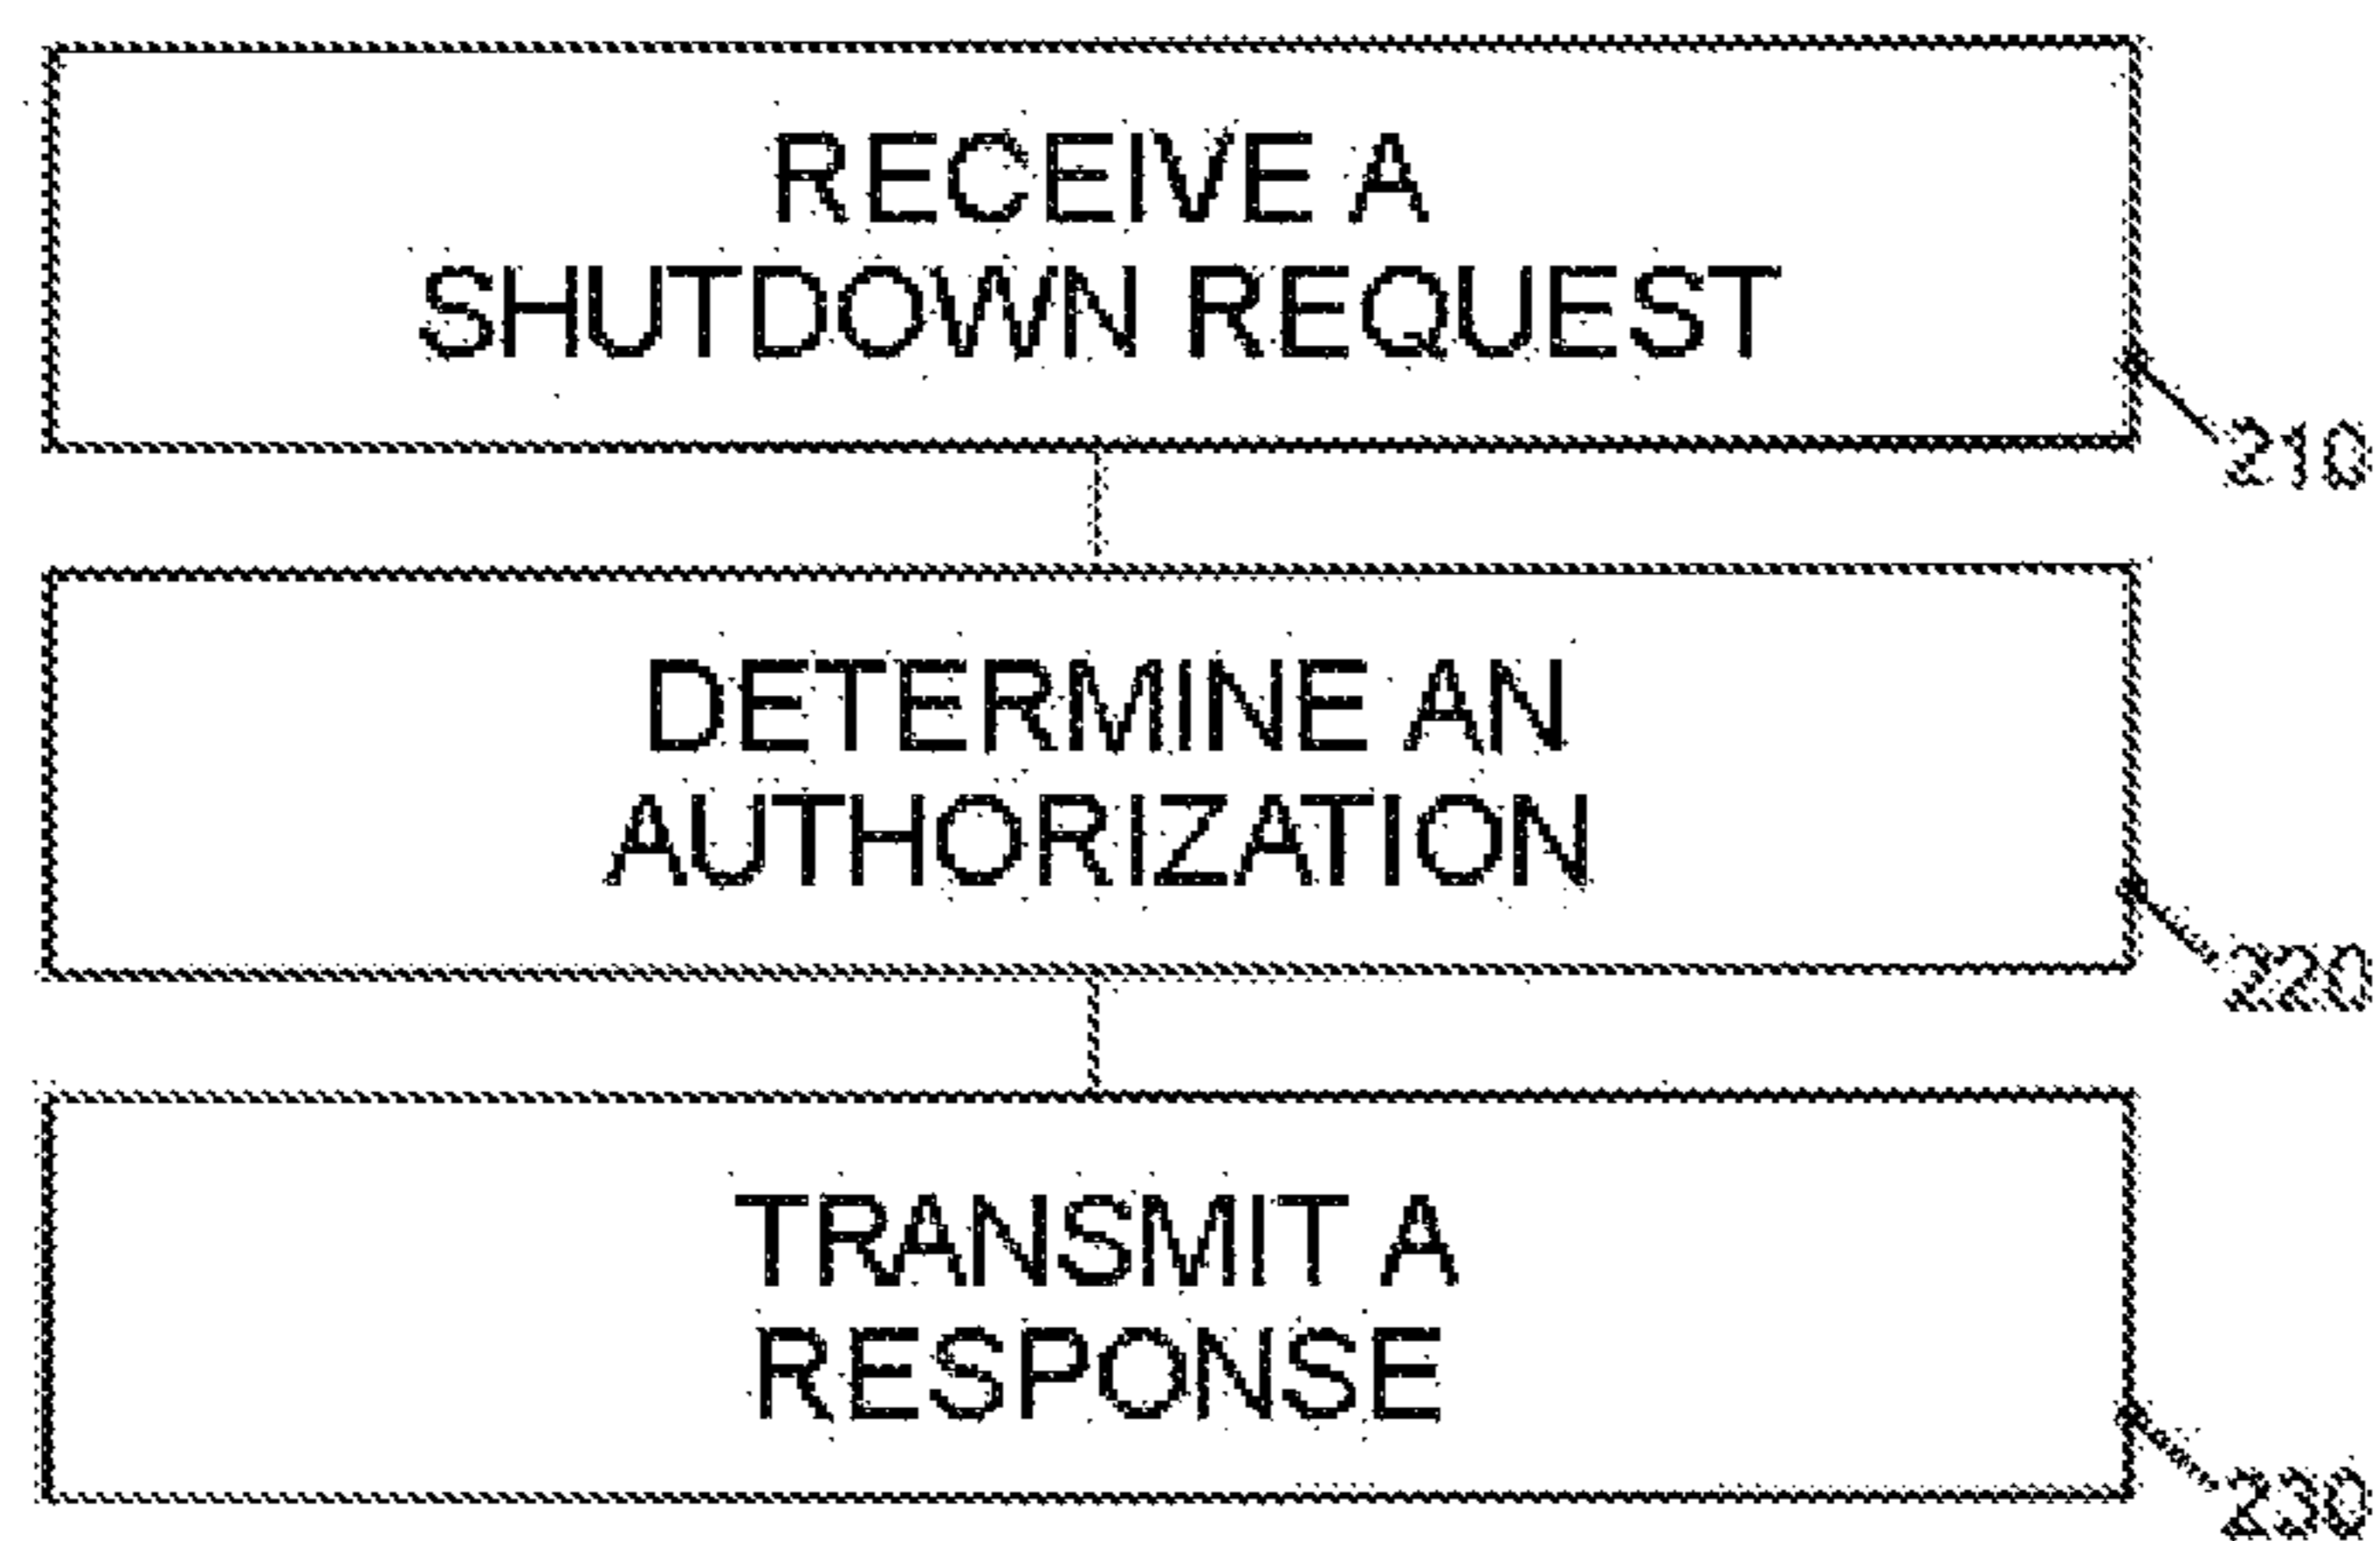 RECEIVE A
SHUTDOWN REQUEST
210
DETERMINE AN
AUTHORIZATION
220
TRANSMIT A
RESPONSE
230